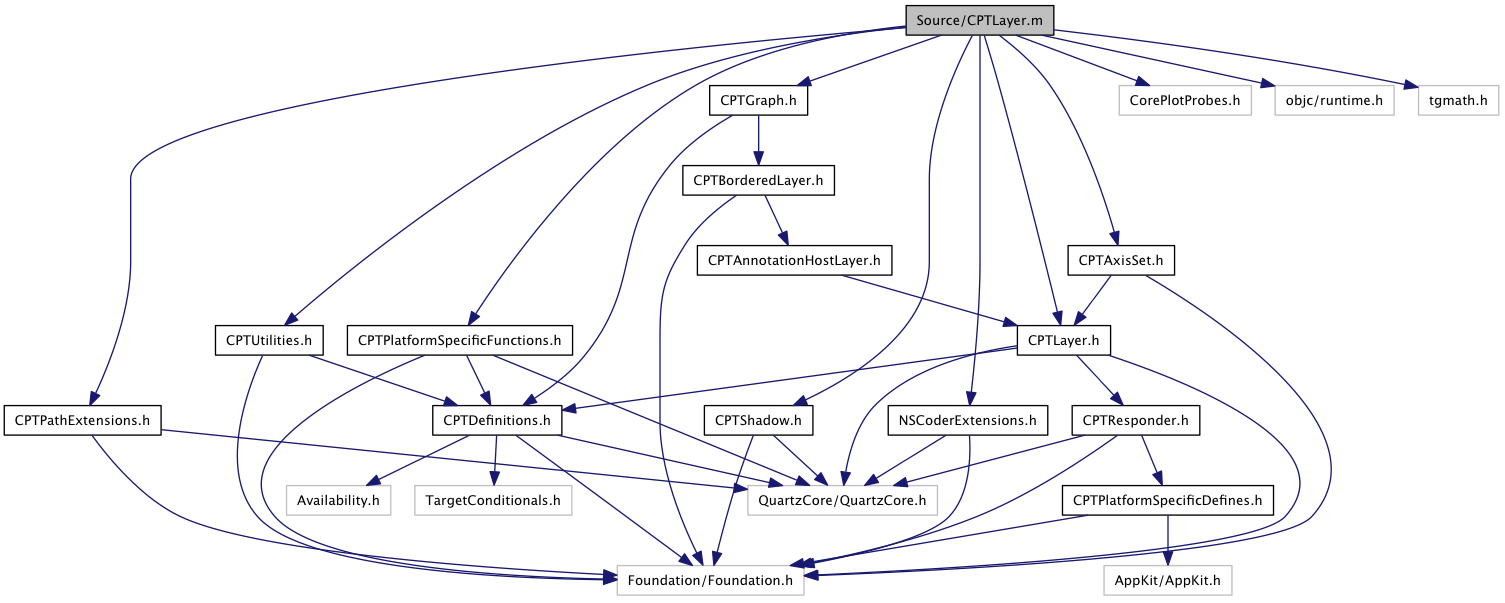 Source/CPTLayer.m
CPTGraph.h
CorePlotProbes.h
objc/runtime.h
tgmath.h
CPTBorderedLayer.h
CPTAnnotationHostLayer.h
CPTAxisSet.h
CPTUtilities.h
CPTPlatformSpecificFunctions.h
CPTLayer.h
CPTPathExtensions.h
CPTDefinitions.h
CPTShadow.h
NSCoderExtensions.h
CPTResponder.h
Availability.h
TargetConditionals.h
QuartzCore/QuartzCore.h
CPTPlatformSpecificDefines.h
Foundation/Foundation.h
AppKit/AppKit.h